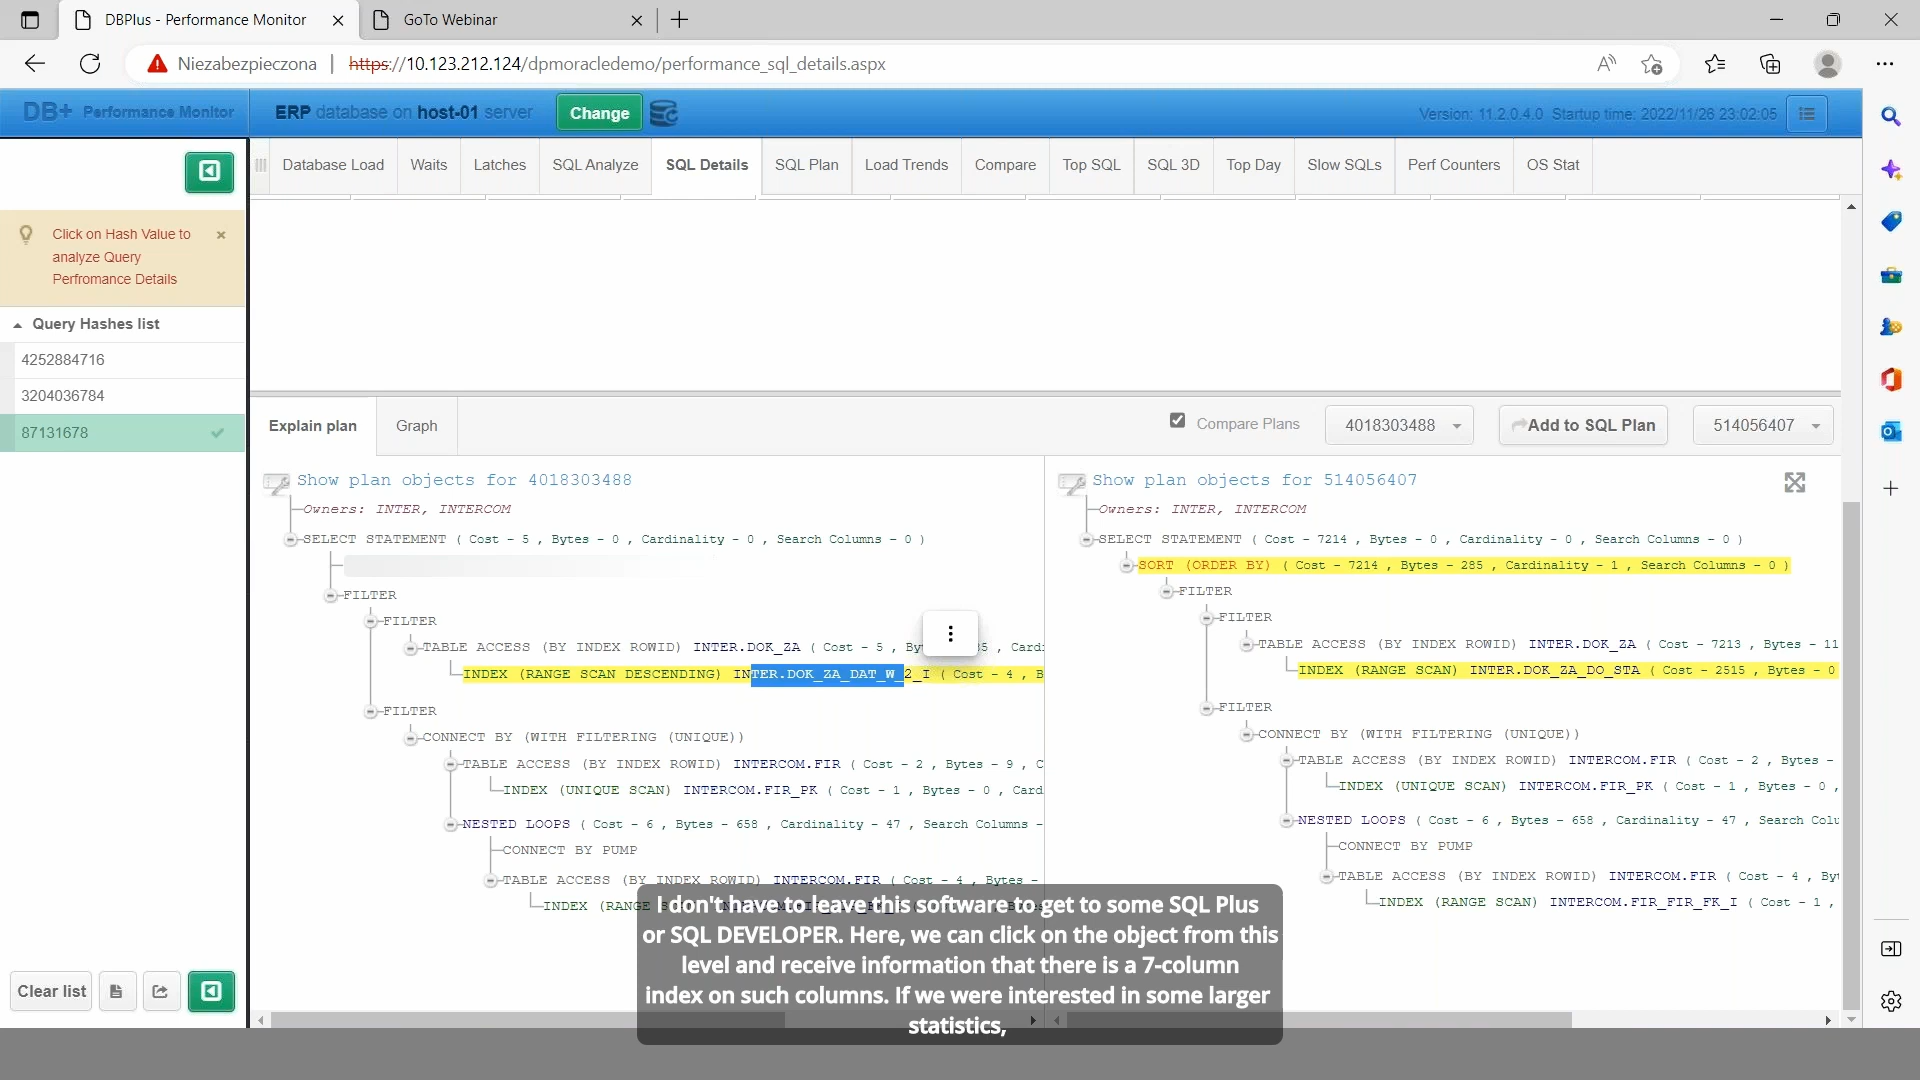 DBPlus - Performance Monitor
GoTo Webinar
Niezabezpieczona
https://10.123.212.124/dpmoracledemo/performance_sql_details.aspx
DB+ Performance Monitor
ERP database on host-01 server
Change
Version: 11.2.0.4.0 Startup time: 2022/11/26 23:02:05
Database Load
Waits
Latches
SQL Analyze
SQL Details
SQL Plan
Load Trends
Compare
Top SQL
SQL 3D
Top Day
Slow SQLs
Perf Counters
OS Stat
Click on Hash Value to
analyze Query
Perfromance Details
Query Hashes list
4252884716
3204036784
87131678
Clear list
Explain plan
Graph
Compare Plans
4018303488
Add to SQL Plan
514056407
Show plan objects for 4018303488
Owners: INTER, INTERCOM
SELECT STATEMENT ( Cost - 5 , Bytes - 0 , Cardinality - 0 , Search Columns - 0 )
FILTER
FILTER
TABLE ACCESS (BY INDEX ROWID) INTER.DOK_ZA ( Cost - 5 , By 35 , Card
INDEX (RANGE SCAN DESCENDING) INTER.DOK_ZA_DAT_W_2_I ( Cost - 4 , B
FILTER
CONNECT BY (WITH FILTERING (UNIQUE))
TABLE ACCESS (BY INDEX ROWID) INTERCOM.FIR ( Cost - 2 , Bytes - 9 , C
INDEX (UNIQUE SCAN) INTERCOM.FIR_PK ( Cost - 1 , Bytes - 0 , Card
NESTED LOOPS ( Cost - 6 , Bytes - 658 , Cardinality - 47 , Search Columns -
CONNECT BY PUMP
TABLE ACCESS (BY INDEX ROWID) INTERCOM.FIR ( Cost - 4 , Bytes -
INDEX (RANGE
Show plan objects for 514056407
Owners: INTER, INTERCOM
SELECT STATEMENT ( Cost - 7214 , Bytes - 0 , Cardinality - 0 , Search Columns - 0 )
SORT (ORDER BY) ( Cost - 7214 , Bytes - 285 , Cardinality - 1 , Search Columns - 0 )
FILTER
FILTER
TABLE ACCESS (BY INDEX ROWID) INTER.DOK_ZA ( Cost - 7213 , Bytes - 11
INDEX (RANGE SCAN) INTER.DOK_ZA_DO_STA ( Cost - 2515 , Bytes - 0
FILTER
CONNECT BY (WITH FILTERING (UNIQUE))
TABLE ACCESS (BY INDEX ROWID) INTERCOM.FIR ( Cost - 2 , Bytes -
INDEX (UNIQUE SCAN) INTERCOM.FIR_PK ( Cost - 1 , Bytes - 0 ,
NESTED LOOPS ( Cost - 6 , Bytes - 658 , Cardinality - 47 , Search Colu
CONNECT BY PUMP
TABLE ACCESS (BY INDEX ROWID) INTERCOM.FIR ( Cost - 4 , By
INDEX (RANGE SCAN) INTERCOM.FIR_FIR_FK_I ( Cost - 1 ,
I don't have to leave this software to get to some SQL Plus
or SQL DEVELOPER. Here, we can click on the object from this
level and receive information that there is a 7-column
index on such columns. If we were interested in some larger
statistics,